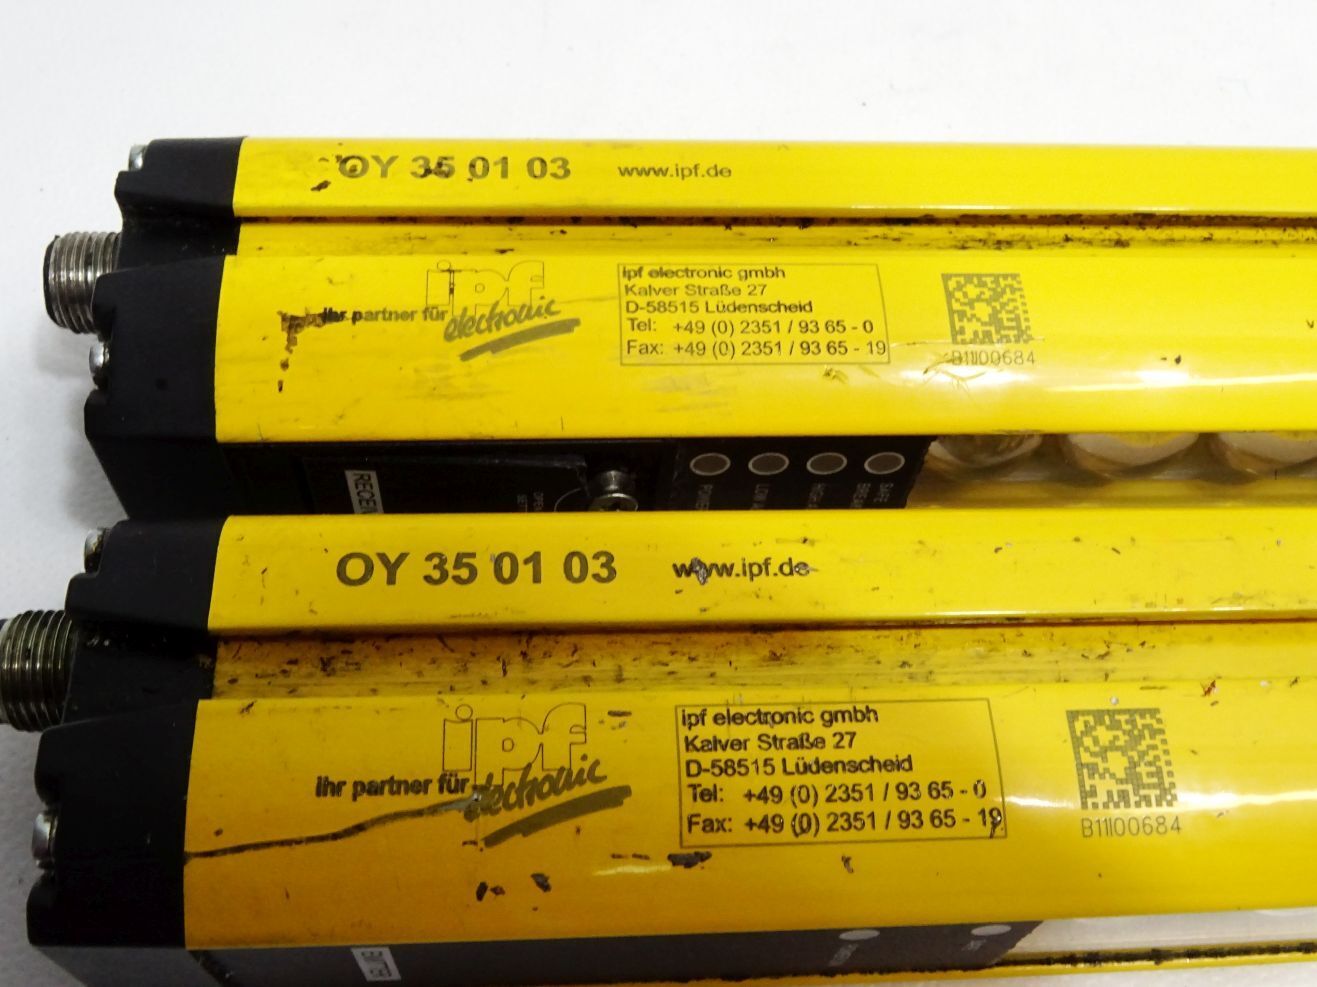 OY 35 01 03 www.ipf.de
ipf
Ihr partner für electronic
ipf electronic gmbh
Kalver Straße 27
D-58515 Lüdenscheid
Tel: +49 (0) 2351 / 93 65 - 0
Fax: +49 (0) 2351 / 93 65 - 19
B11I00684
POWER
SAFE
OY 35 01 03 www.ipf.de
ipf
Ihr partner für electronic
ipf electronic gmbh
Kalver Straße 27
D-58515 Lüdenscheid
Tel: +49 (0) 2351 / 93 65 - 0
Fax: +49 (0) 2351 / 93 65 - 19
B11I00684